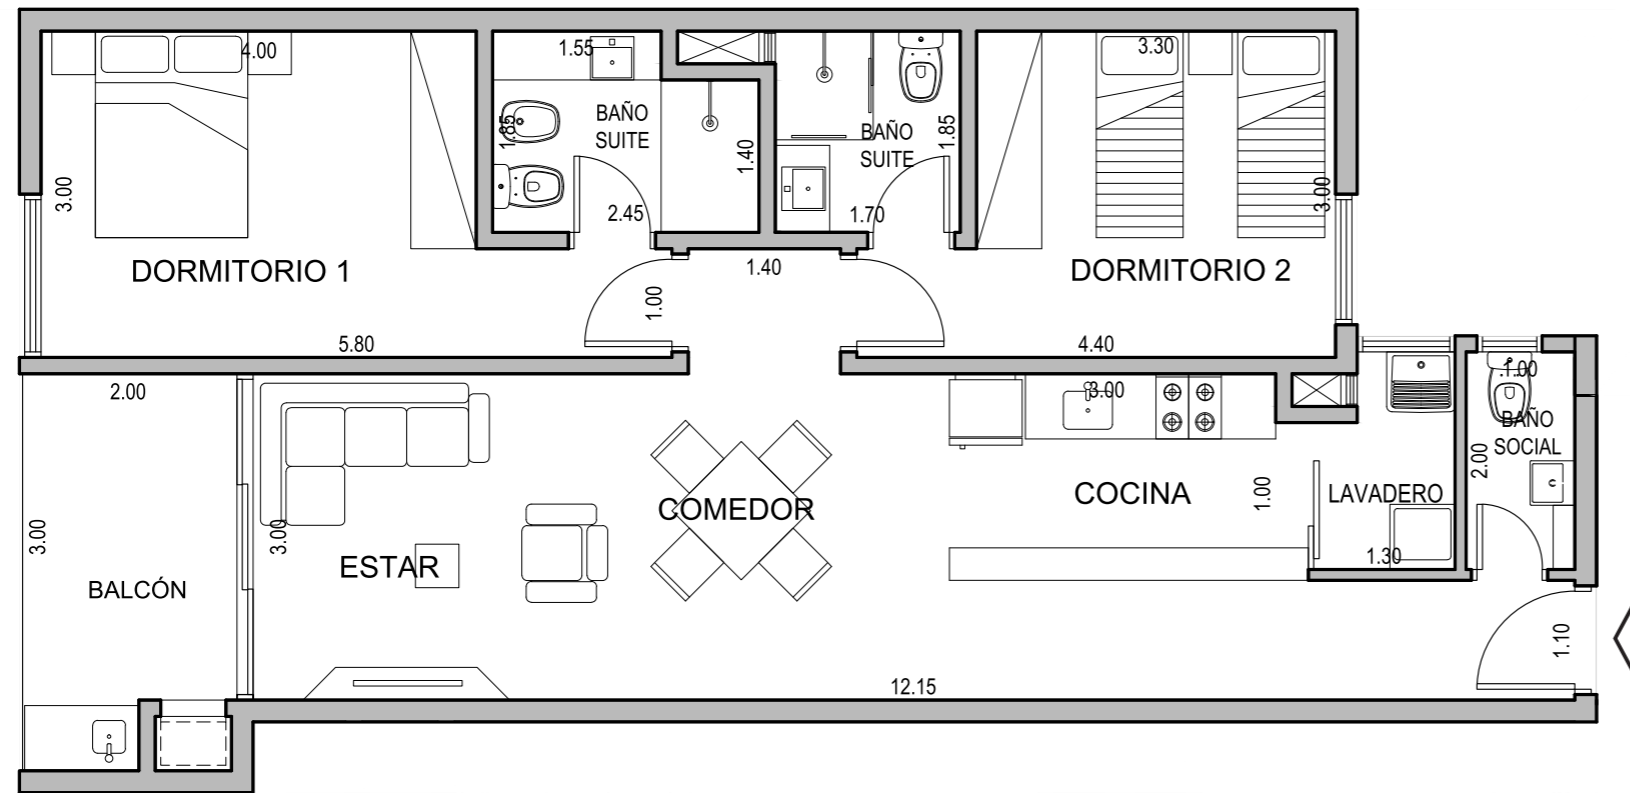 4.00
1.55
3.30
1.85
BAÑO
SUITE
1.40
BAÑO
SUITE
1.85
3.00
2.45
1.70
3.00
DORMITORIO 1
1.40
DORMITORIO 2
1.00
5.80
4.40
2.00
3.00
1.00
BAÑO
SOCIAL
2.00
COCINA
1.00
LAVADERO
COMEDOR
3.00
3.00
ESTAR
1.30
BALCÓN
1.10
12.15